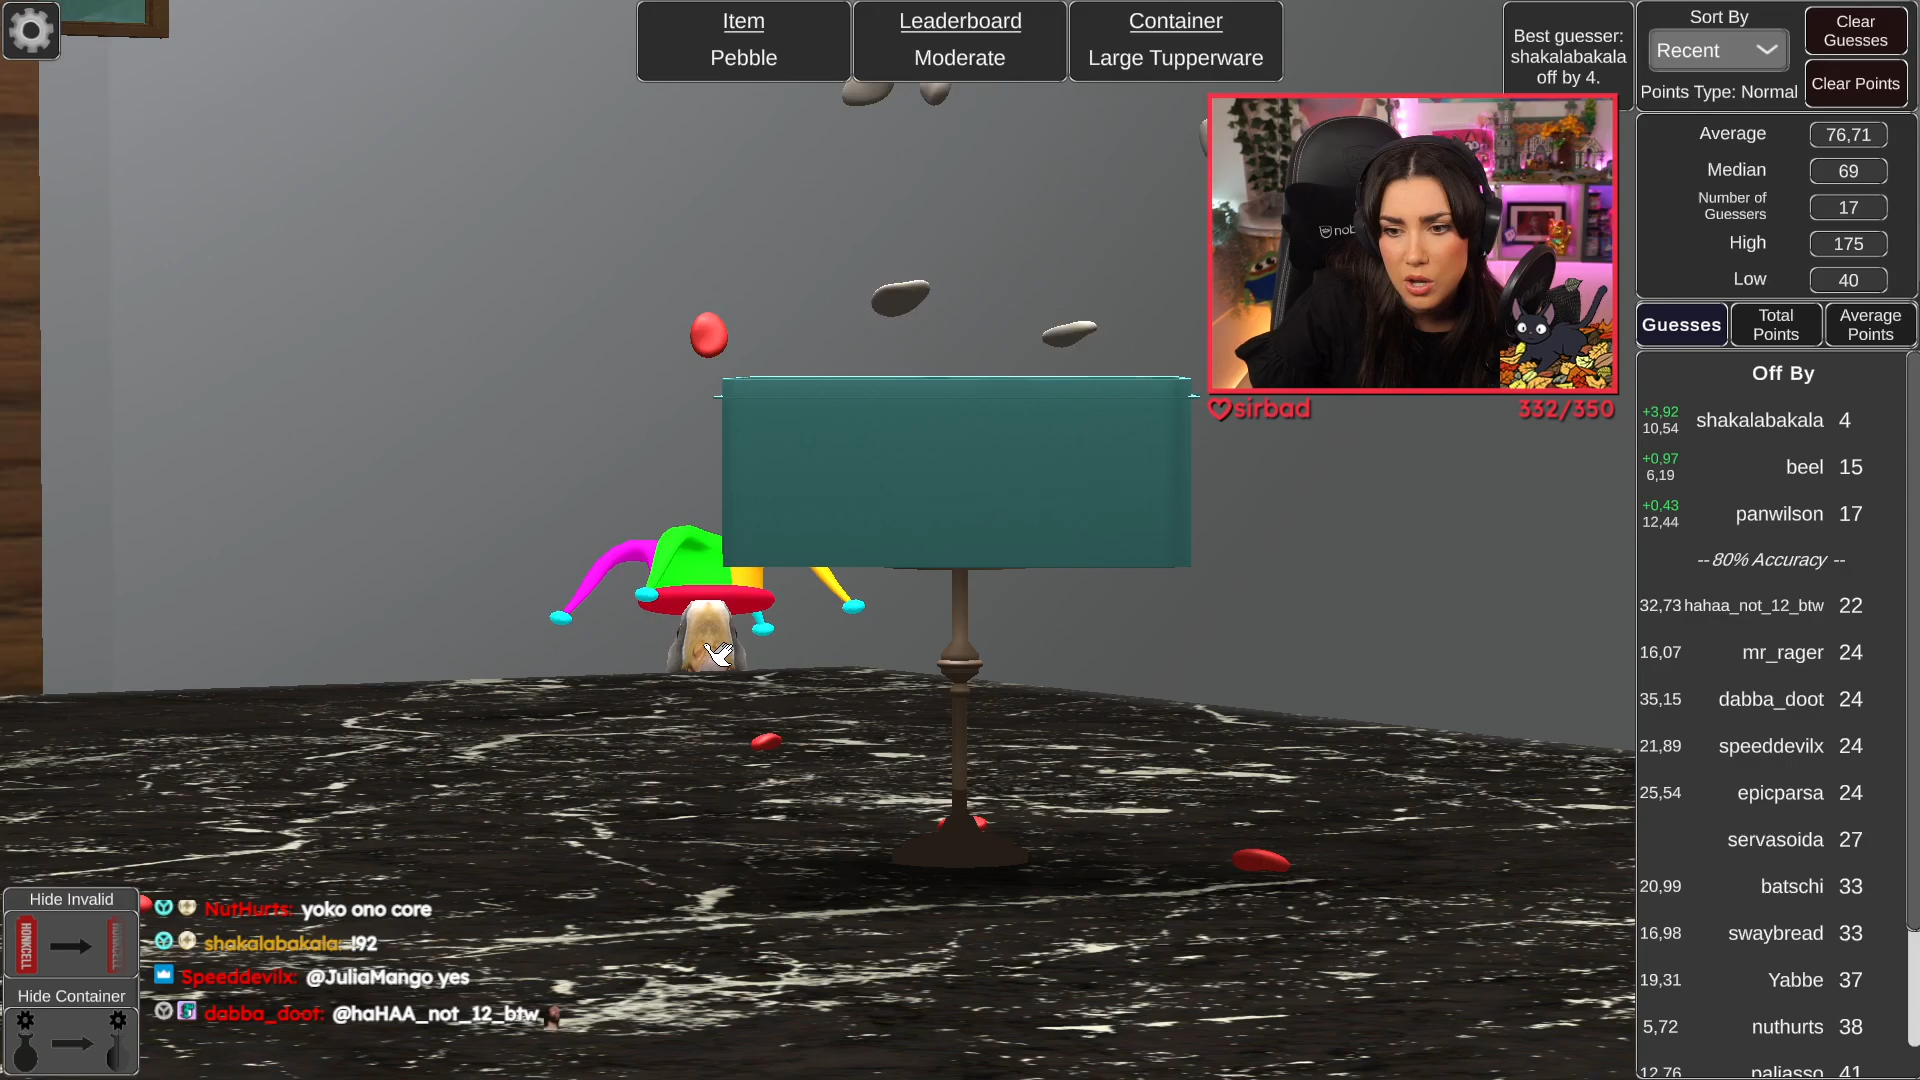 Item
Pebble
Leaderboard
Moderate
Container
Large Tupperware
Best guesser:
shakalabakala
off by 4.
Sort By
Recent
Points Type: Normal
Clear
Guesses
Clear Points
Average 76,71
Median 69
Number of
Guessers 17
High 175
Low 40
Guesses
Total
Points
Average
Points
Off By
+3,92
10,54 shakalabakala 4
+0,97
6,19 beel 15
+0,43
12,44 panwilson 17
-- 80% Accuracy --
32,73 hahaa_not_12_btw 22
16,07 mr_rager 24
35,15 dabba_doot 24
21,89 speeddevilx 24
25,54 epicparsa 24
servasoida 27
20,99 batschi 33
16,98 swaybread 33
19,31 Yabbe 37
5,72 nuthurts 38
12,76 paliasso 41
nob
sirbad
332/350
Hide Invalid
HONKCELL
Hide Container
NutHurts: yoko ono core
shakalabakala: !92
Speeddevilx: @JuliaMango yes
dabba_doot: @haHAA_not_12_btw